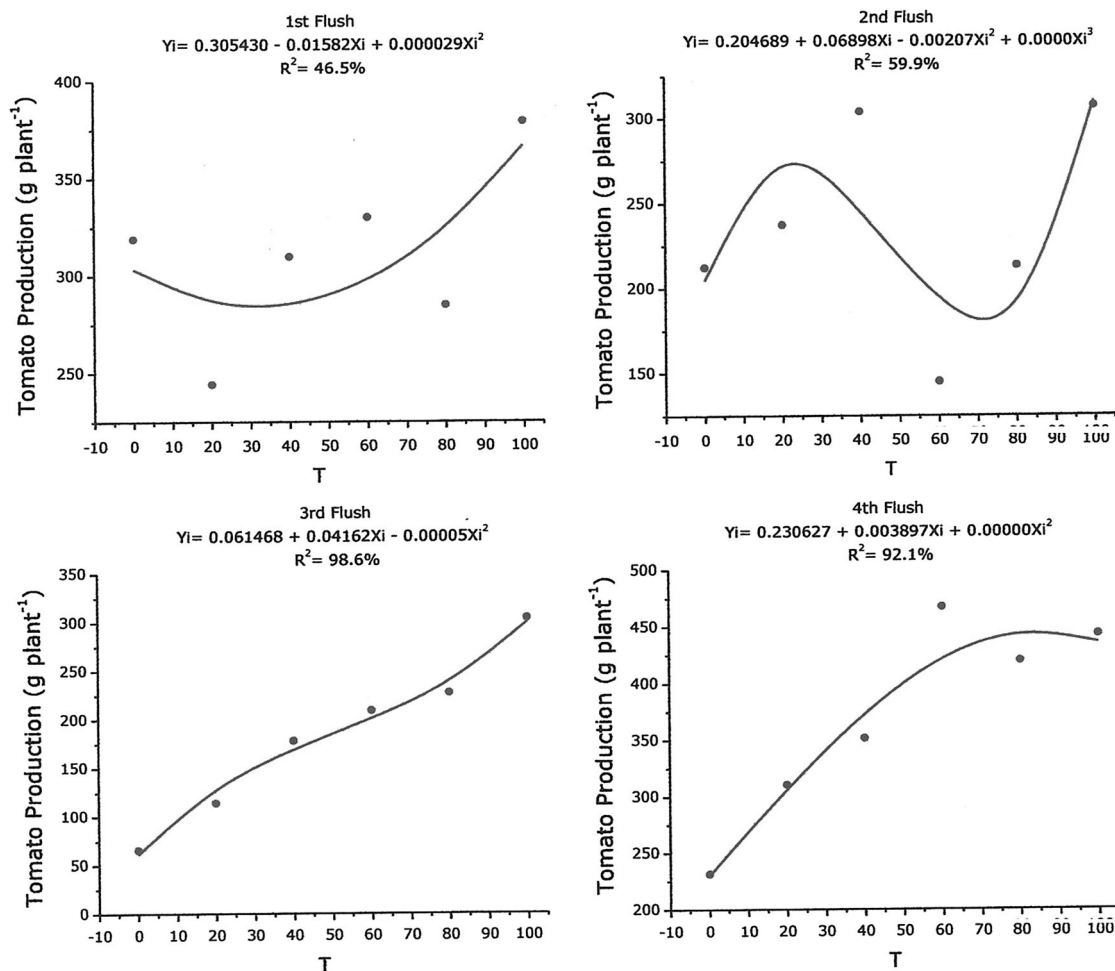 1st Flush
Yi= 0.305430 - 0.01582Xi + 0.000029Xi²
R²= 46.5%
400
350
300
250
Tomato Production (g plant⁻¹)
-10 0 10 20 30 40 50 60 70 80 90 100
T
2nd Flush
Yi= 0.204689 + 0.06898Xi - 0.00207Xi² + 0.0000Xi³
R²= 59.9%
300
250
200
150
Tomato Production (g plant⁻¹)
-10 0 10 20 30 40 50 60 70 80 90 100
T
3rd Flush
Yi= 0.061468 + 0.04162Xi - 0.00005Xi²
R²= 98.6%
350
300
250
200
150
100
50
0
Tomato Production (g plant⁻¹)
-10 0 10 20 30 40 50 60 70 80 90 100
T
4th Flush
Yi= 0.230627 + 0.003897Xi + 0.00000Xi²
R²= 92.1%
500
450
400
350
300
250
200
Tomato Production (g plant⁻¹)
-10 0 10 20 30 40 50 60 70 80 90 100
T